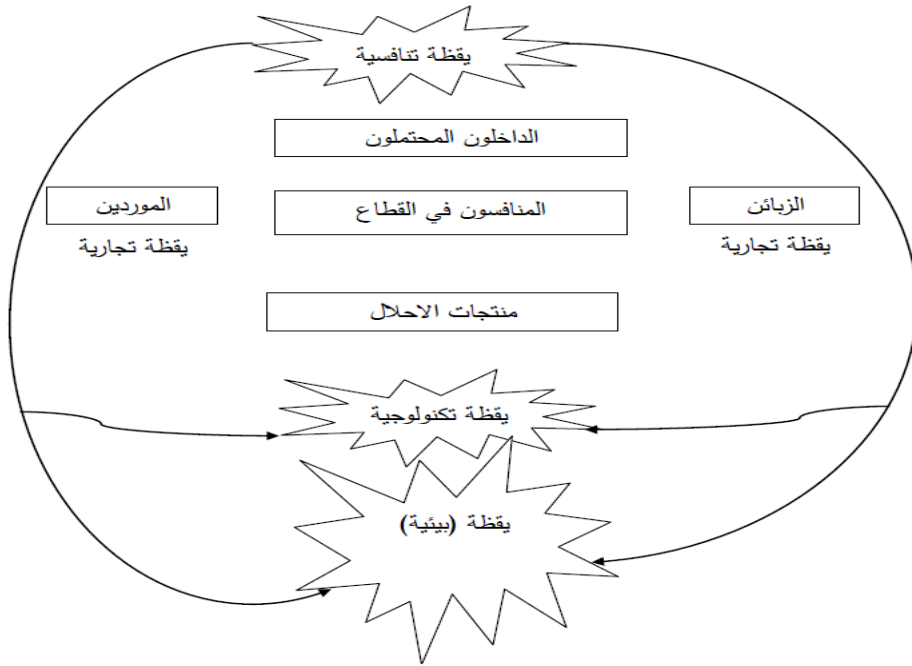 يقظة تنافسية
الداخلون المحتملون
الزبائن
المنافسون في القطاع
الموردين
يقظة تجارية
يقظة تجارية
منتجات الاحلال
يقظة تكنولوجية
يقظة (بيئية)